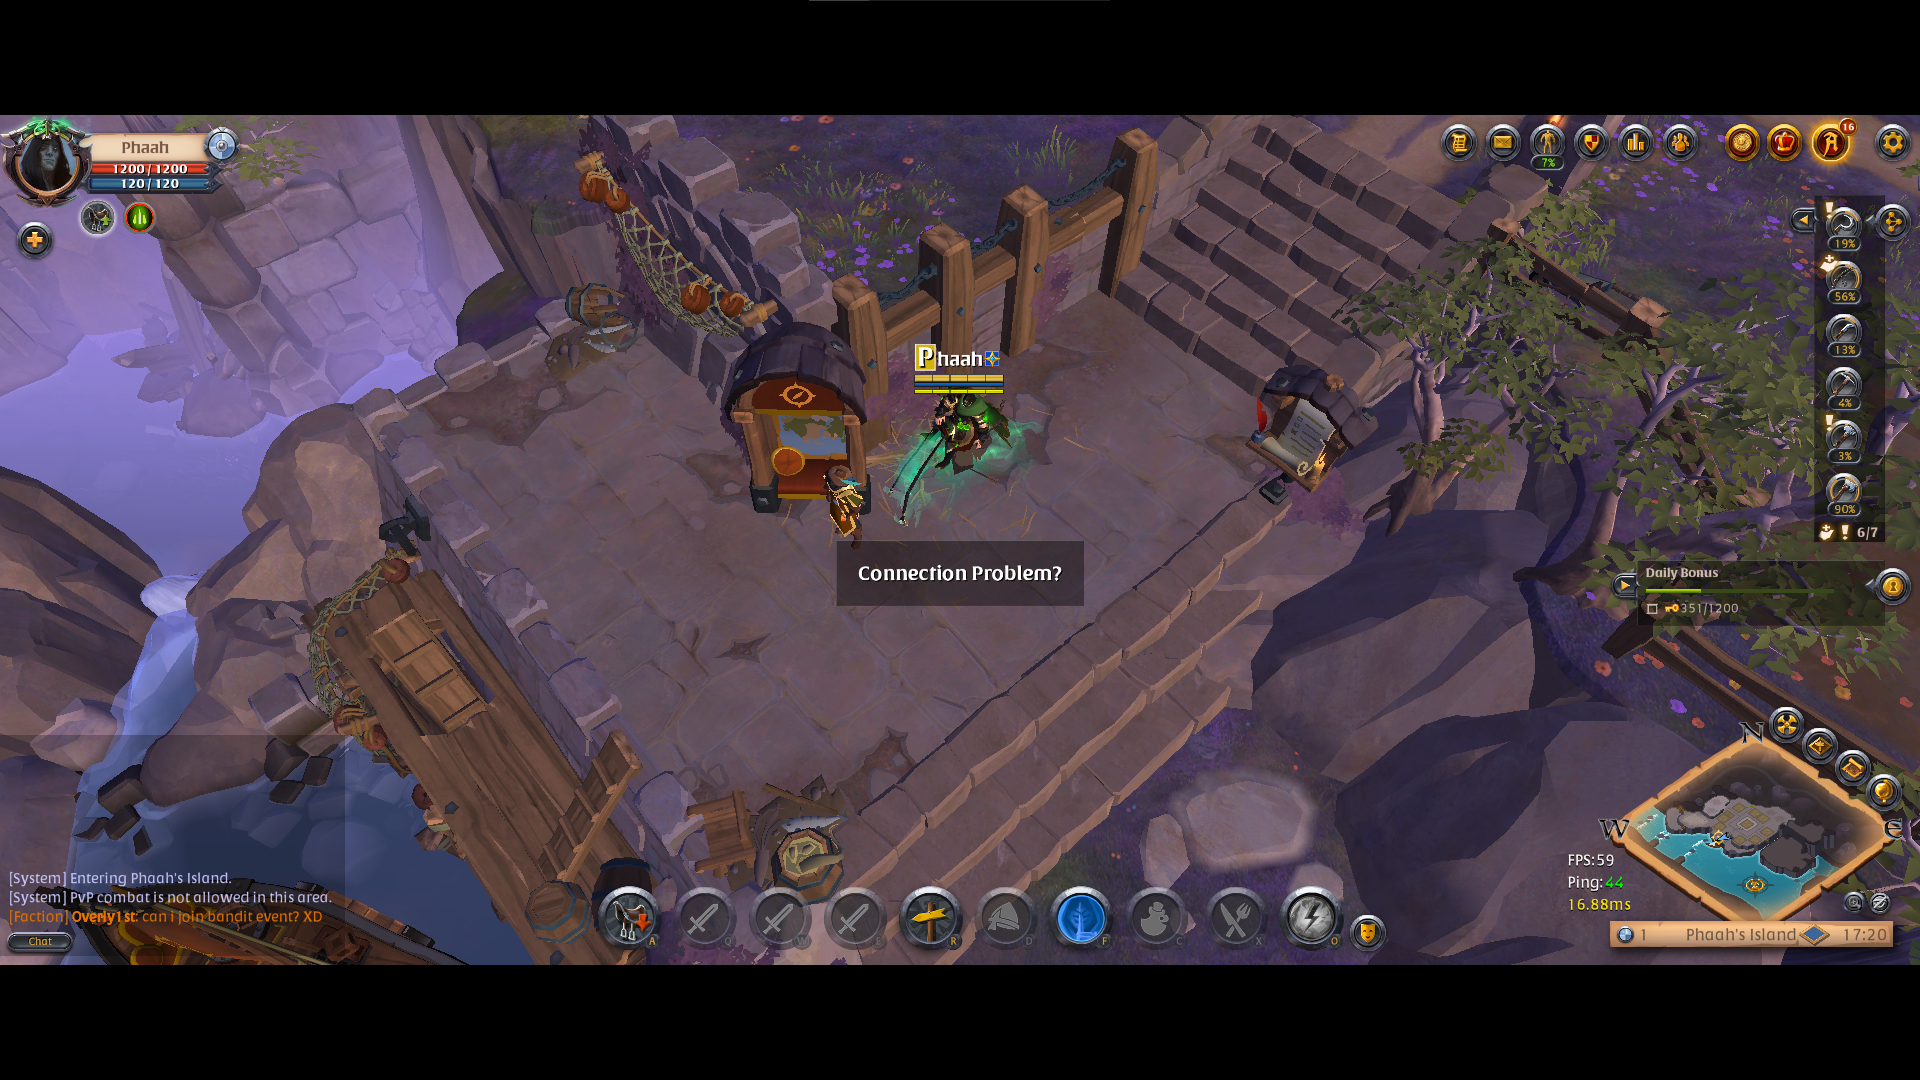 Phaah
1200 / 1200
120 / 120
7%
16
19%
56%
13%
4%
3%
90%
6/7
Phaah
Connection Problem?
Daily Bonus
351/1200
N
W
E
FPS:59
Ping:44
16.88ms
1 Phaah's Island 17:20
[System] Entering Phaah's Island.
[System] PvP combat is not allowed in this area.
[Faction] Overly1st: can i join bandit event? XD
Chat
A Q W E R D F C X O